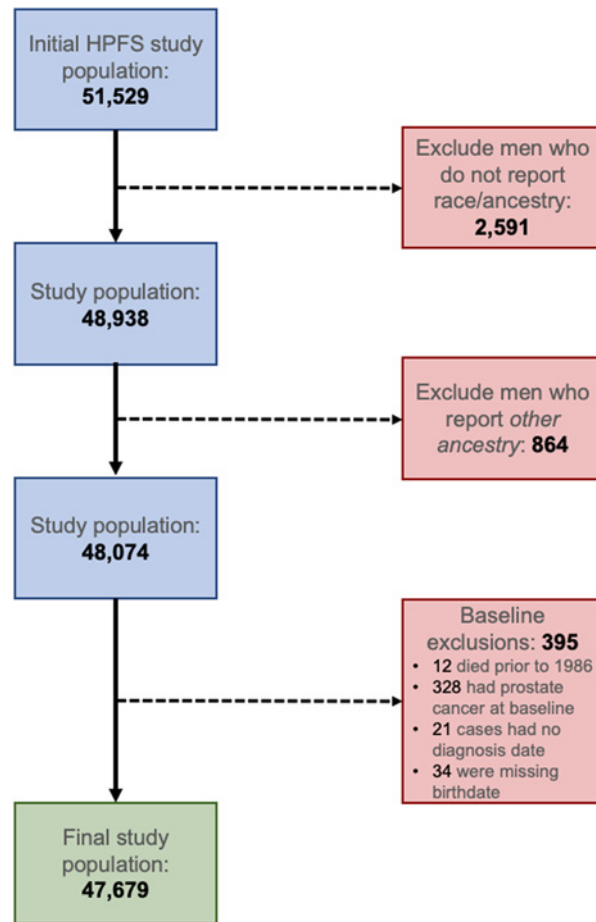 Initial HPFS study
population:
51,529
Exclude men who
do not report
race/ancestry:
2,591
Study population:
48,938
Exclude men who
report other
ancestry: 864
Study population:
48,074
Baseline
exclusions: 395
• 12 died prior to 1986
• 328 had prostate
cancer at baseline
• 21 cases had no
diagnosis date
• 34 were missing
birthdate
Final study
population:
47,679